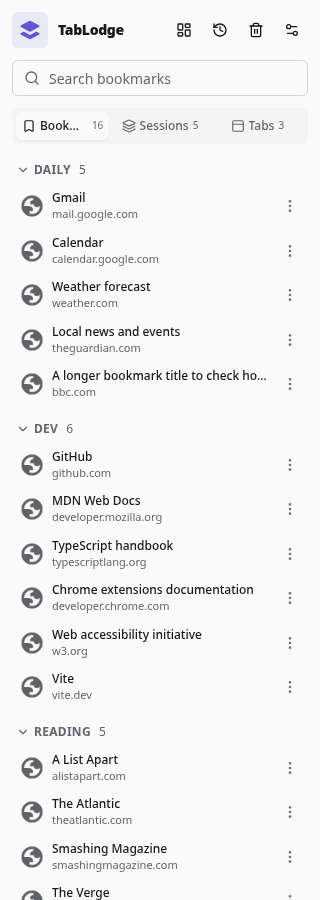 TabLodge
Search bookmarks
Book... 16 Sessions 5 Tabs 3
DAILY 5
Gmail
mail.google.com
Calendar
calendar.google.com
Weather forecast
weather.com
Local news and events
theguardian.com
A longer bookmark title to check ho...
bbc.com
DEV 6
GitHub
github.com
MDN Web Docs
developer.mozilla.org
TypeScript handbook
typescriptlang.org
Chrome extensions documentation
developer.chrome.com
Web accessibility initiative
w3.org
Vite
vite.dev
READING 5
A List Apart
alistapart.com
The Atlantic
theatlantic.com
Smashing Magazine
smashingmagazine.com
The Verge